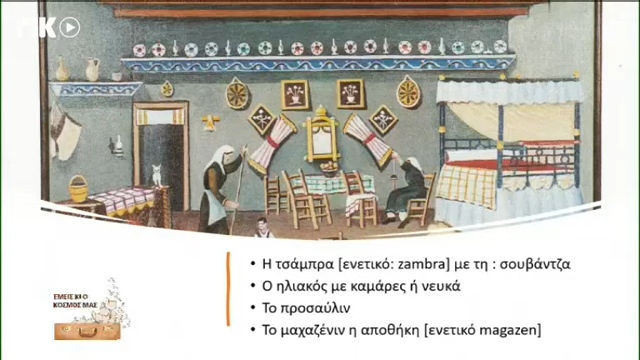 ΡΙΚ
ΕΜΕΙΣ ΚΙ Ο
ΚΟΣΜΟΣ ΜΑΣ
• Η τσάμπρα [ενετικό: zambra] με τη : σουβάντζα
• Ο ηλιακός με καμάρες ή νευκά
• Το προσαύλιν
• Το μαχαζένιν η αποθήκη [ενετικό magazen]